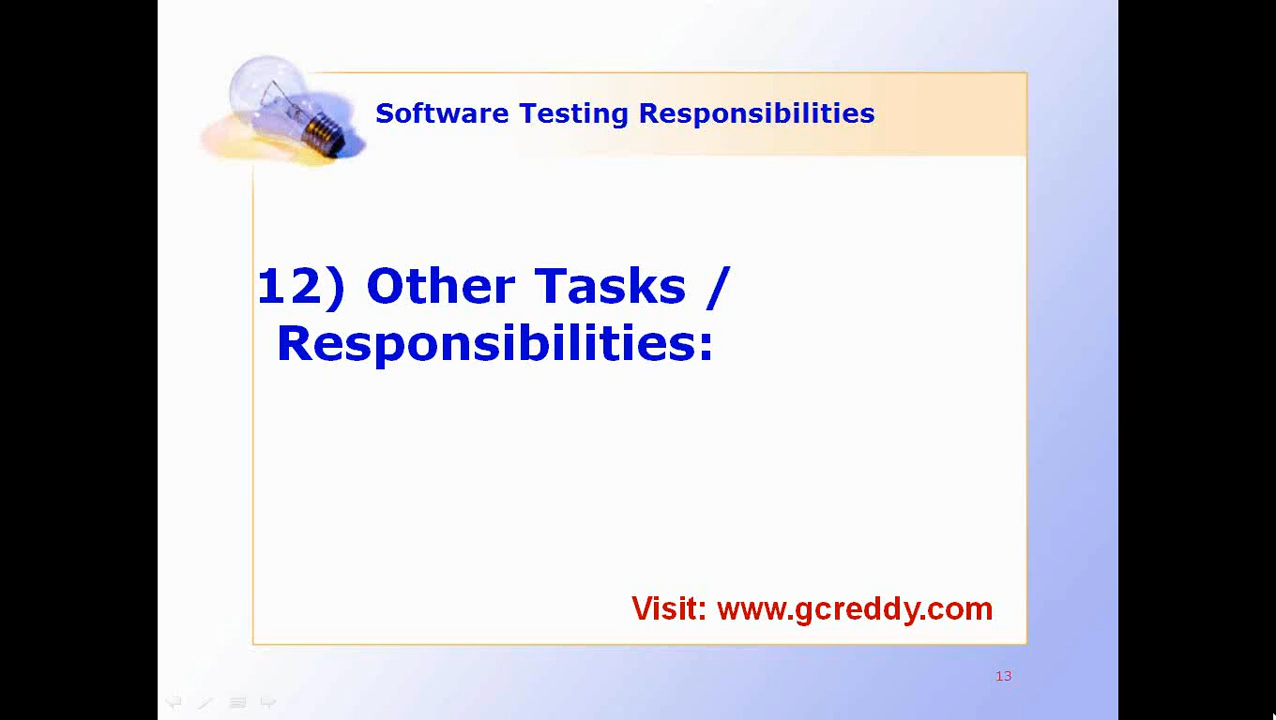 Software Testing Responsibilities
12) Other Tasks /
Responsibilities:
Visit: www.gcreddy.com
13